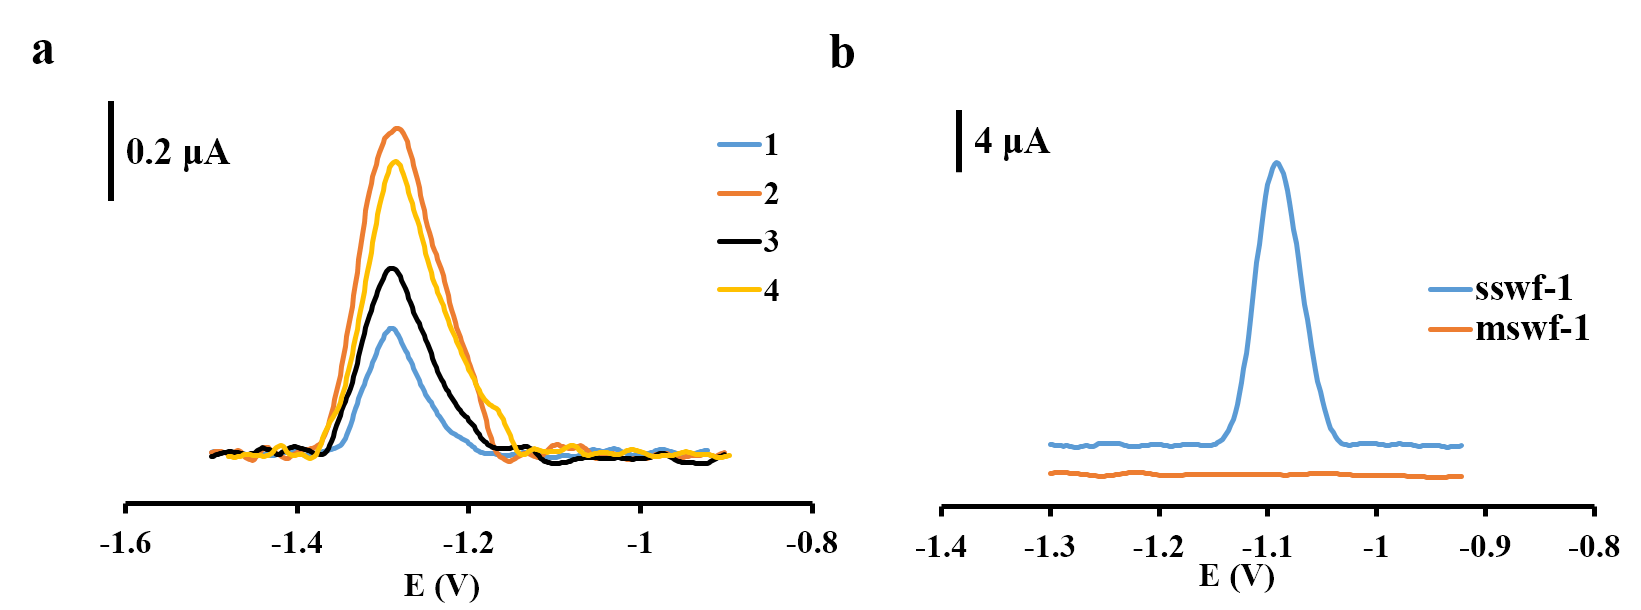 a
0.2 μA
1
2
3
4
-1.6 -1.4 -1.2 -1 -0.8
E (V)
b
4 μA
sswf-1
mswf-1
-1.4 -1.3 -1.2 -1.1 -1 -0.9 -0.8
E (V)